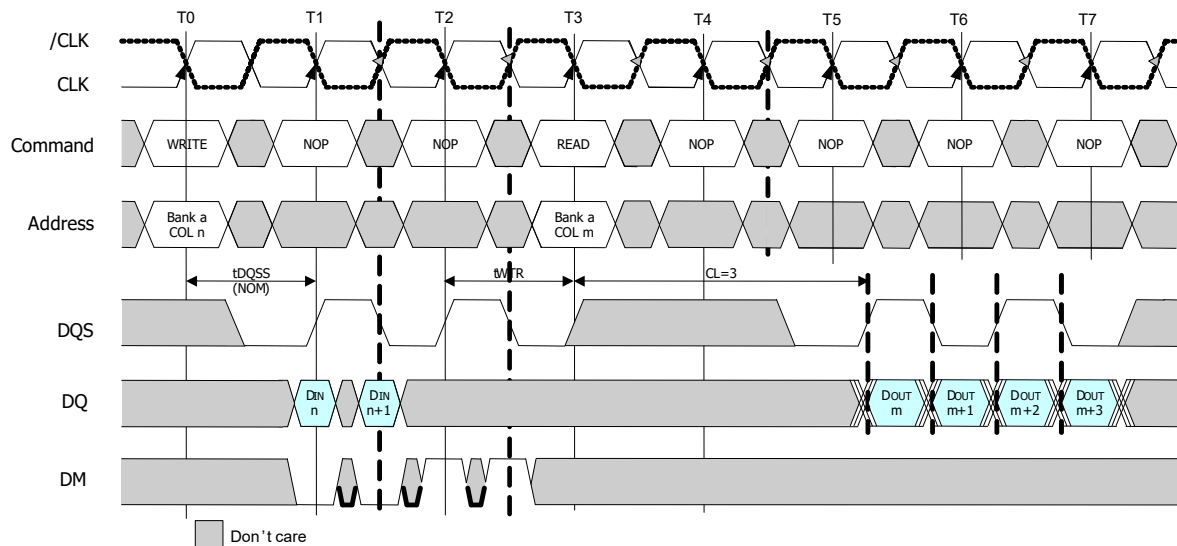 T0 T1 T2 T3 T4 T5 T6 T7
/CLK
CLK
Command WRITE NOP NOP READ NOP NOP NOP NOP
Address Bank a COL n Bank a COL m
tDQSS (NOM) tWTR CL=3
DQS
DQ DIN n DIN n+1 DOUT m DOUT m+1 DOUT m+2 DOUT m+3
DM
Don't care